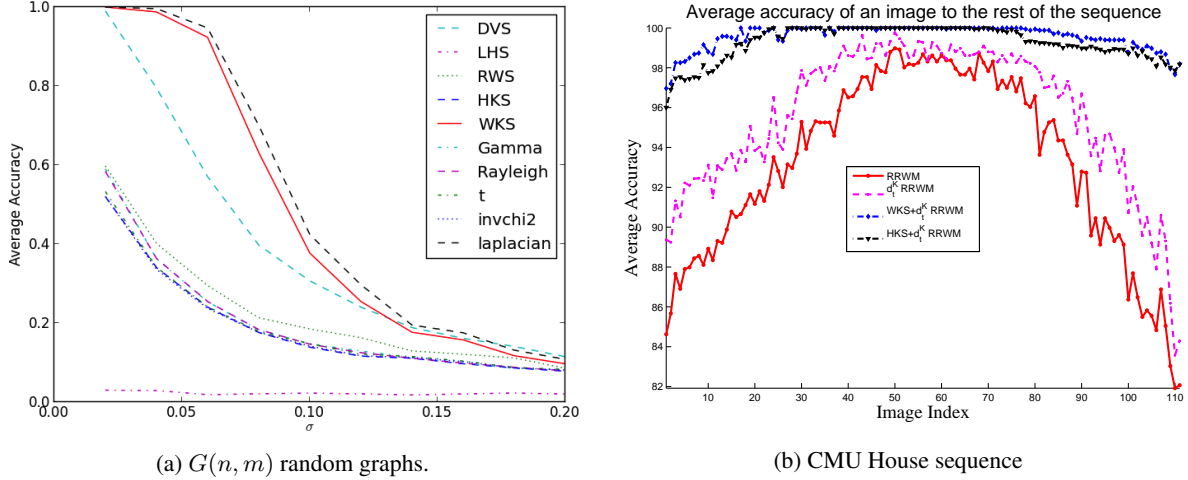 1.0
0.8
0.6
0.4
0.2
0.0
Average Accuracy
0.00 0.05 0.10 0.15 0.20
σ
DVS
LHS
RWS
HKS
WKS
Gamma
Rayleigh
t
invchi2
laplacian
(a) G(n, m) random graphs.
Average accuracy of an image to the rest of the sequence
100
98
96
94
92
90
88
86
84
82
Average Accuracy
10 20 30 40 50 60 70 80 90 100 110
Image Index
RRWM
d_t^K RRWM
WKS+d_t^K RRWM
HKS+d_t^K RRWM
(b) CMU House sequence